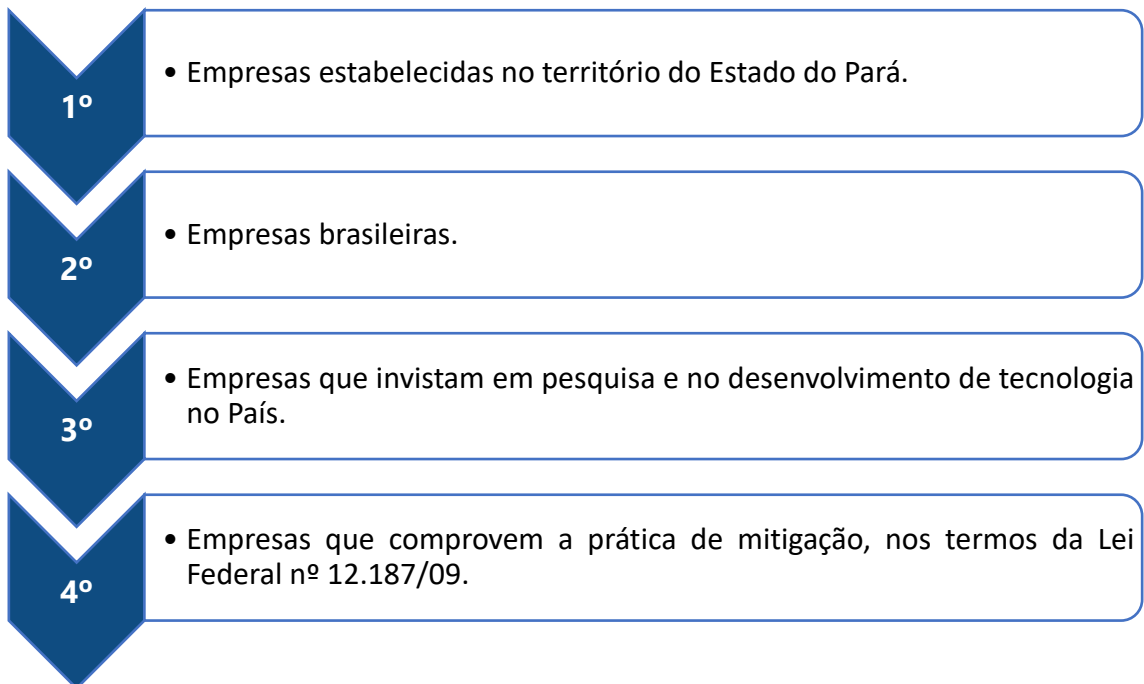 1º
• Empresas estabelecidas no território do Estado do Pará.
2º
• Empresas brasileiras.
3º
• Empresas que invistam em pesquisa e no desenvolvimento de tecnologia
no País.
4º
• Empresas que comprovem a prática de mitigação, nos termos da Lei
Federal nº 12.187/09.